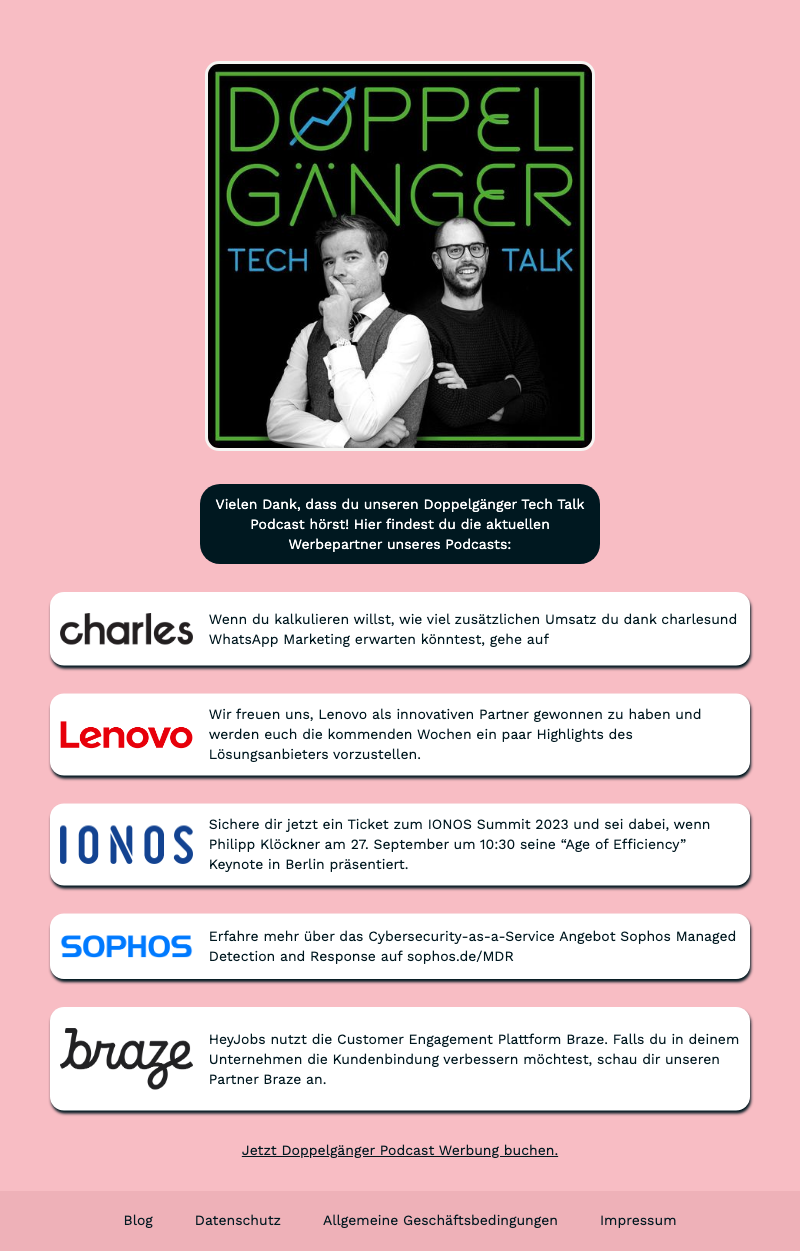 DOPPEL
GÄNGER
TECH TALK
Vielen Dank, dass du unseren Doppelgänger Tech Talk
Podcast hörst! Hier findest du die aktuellen
Werbepartner unseres Podcasts:
charles
Wenn du kalkulieren willst, wie viel zusätzlichen Umsatz du dank charlesund
WhatsApp Marketing erwarten könntest, gehe auf
Lenovo
Wir freuen uns, Lenovo als innovativen Partner gewonnen zu haben und
werden euch die kommenden Wochen ein paar Highlights des
Lösungsanbieters vorzustellen.
IONOS
Sichere dir jetzt ein Ticket zum IONOS Summit 2023 und sei dabei, wenn
Philipp Klöckner am 27. September um 10:30 seine “Age of Efficiency”
Keynote in Berlin präsentiert.
SOPHOS
Erfahre mehr über das Cybersecurity-as-a-Service Angebot Sophos Managed
Detection and Response auf sophos.de/MDR
braze
HeyJobs nutzt die Customer Engagement Plattform Braze. Falls du in deinem
Unternehmen die Kundenbindung verbessern möchtest, schau dir unseren
Partner Braze an.
Jetzt Doppelgänger Podcast Werbung buchen.
Blog Datenschutz Allgemeine Geschäftsbedingungen Impressum